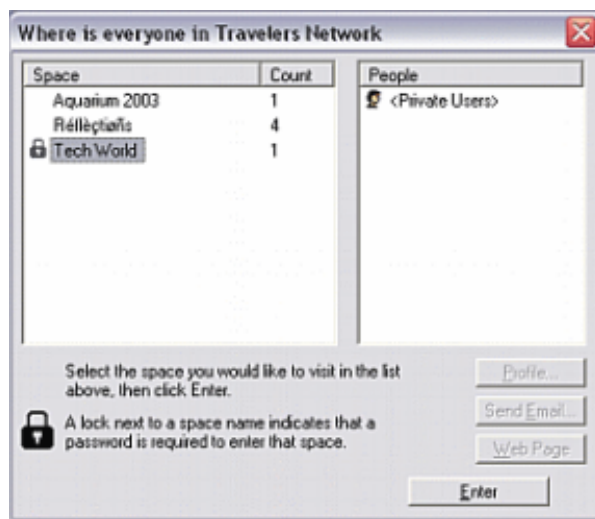 Where is everyone in Travelers Network
Space Count People
Aquarium 2003 1 <Private Users>
4
Tech World 1
Select the space you would like to visit in the list
above, then click Enter.
A lock next to a space name indicates that a
password is required to enter that space.
Profile...
Send Email...
Web Page
Enter